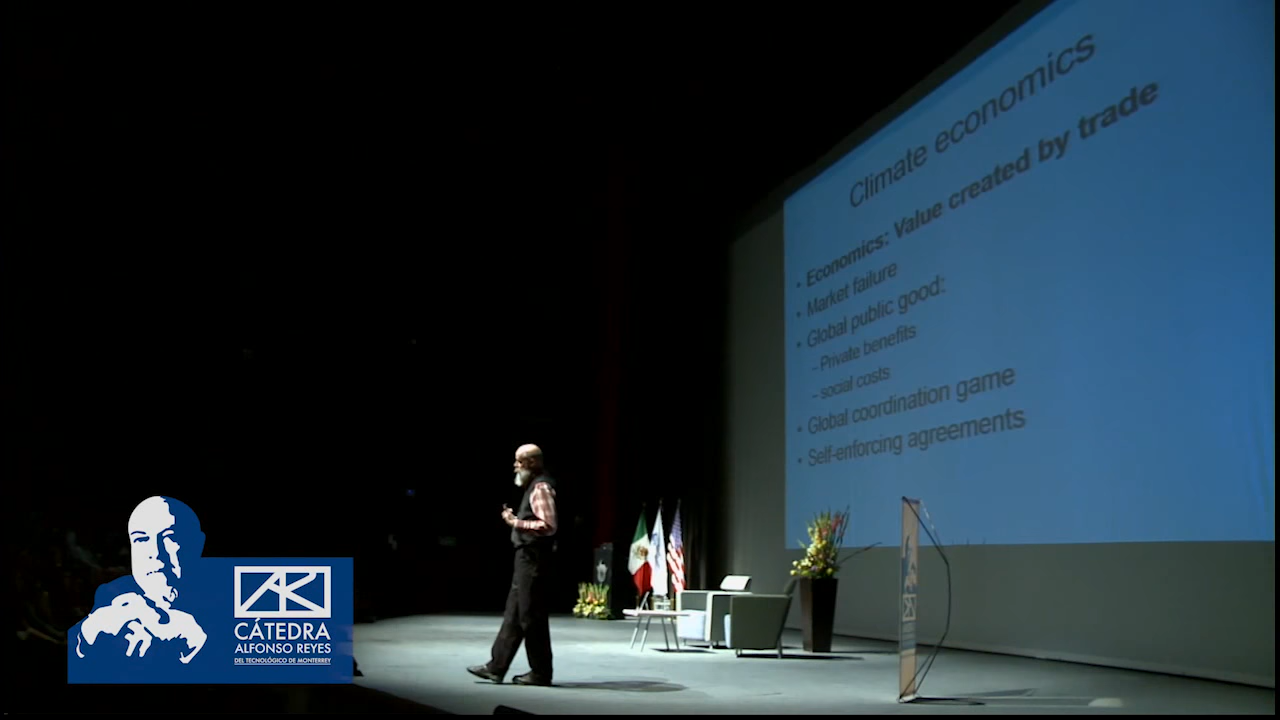 Climate economics
• Economics: Value created by trade
• Market failure
• Global public good:
– Private benefits
– social costs
• Global coordination game
• Self-enforcing agreements
AR
CÁTEDRA
ALFONSO REYES
DEL TECNOLÓGICO DE MONTERREY